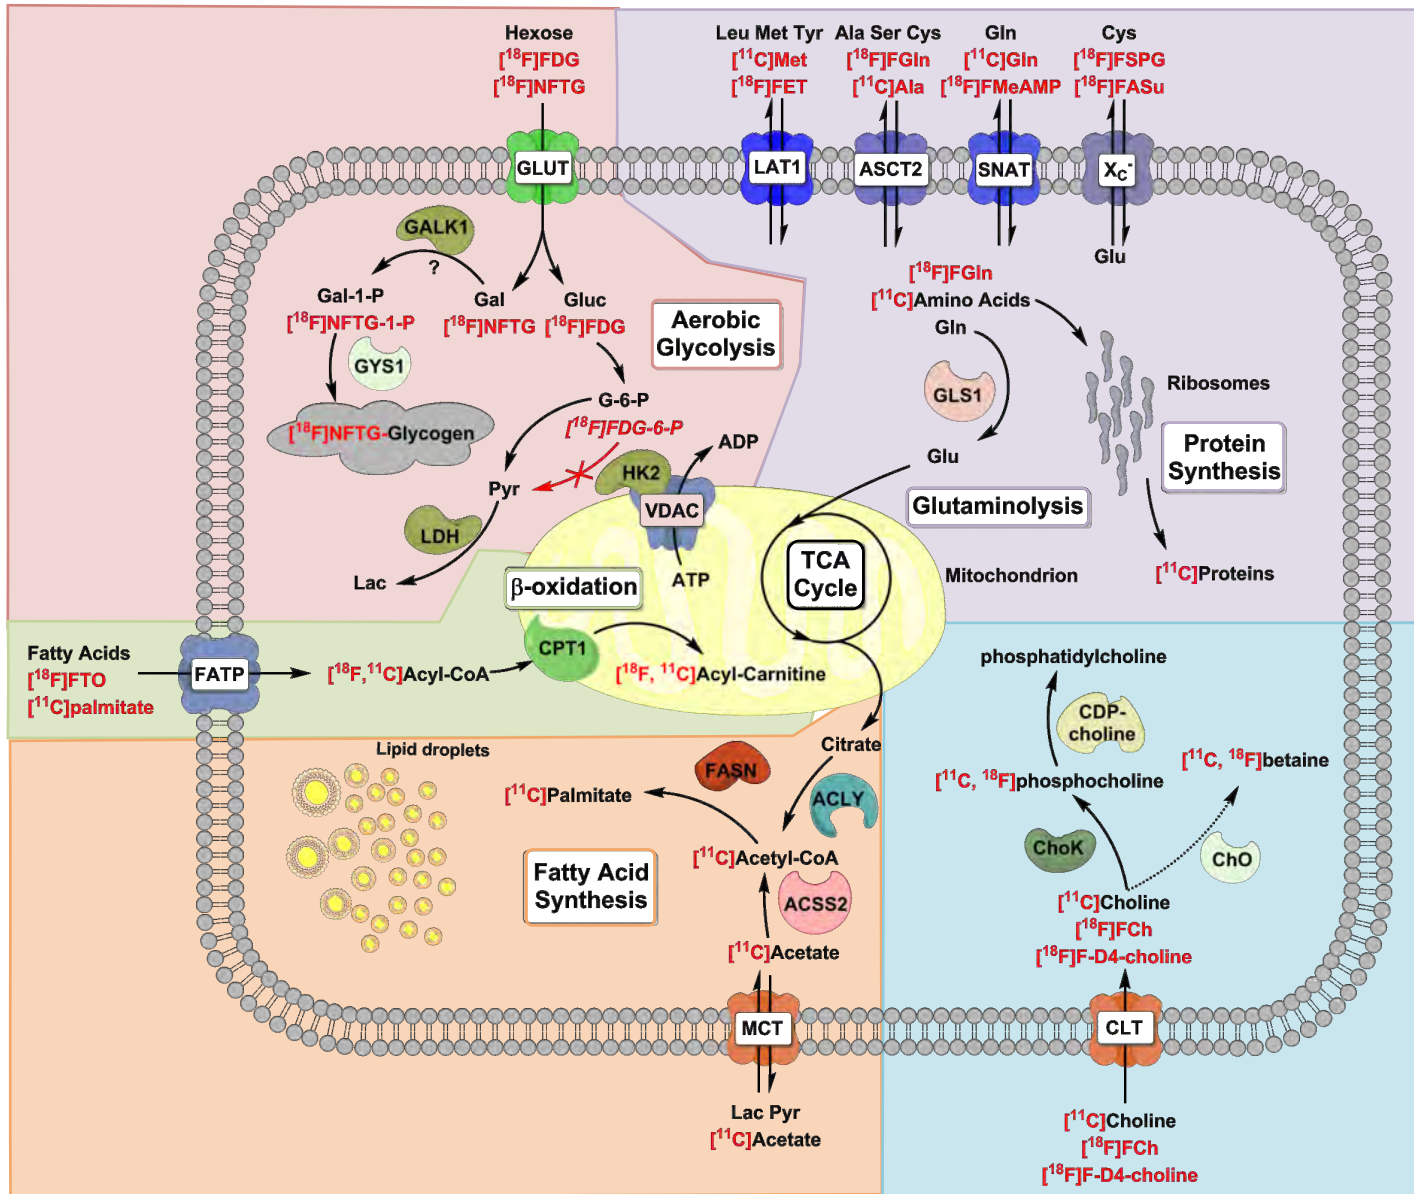 Hexose
[18F]FDG
[18F]NFTG
Leu Met Tyr
[11C]Met
[18F]FET
Ala Ser Cys
[18F]FGln
[11C]Ala
Gln
[11C]Gln
[18F]FMeAMP
Cys
[18F]FSPG
[18F]FASu
GLUT
LAT1
ASCT2
SNAT
XC-
GALK1
?
Gal-1-P
[18F]NFTG-1-P
Gal
[18F]NFTG
Gluc
[18F]FDG
GYS1
[18F]NFTG-Glycogen
Aerobic
Glycolysis
G-6-P
[18F]FDG-6-P
Pyr
LDH
Lac
HK2
VDAC
ADP
ATP
Glu
[18F]FGln
[11C]Amino Acids
Gln
GLS1
Glu
Ribosomes
Protein
Synthesis
Glutaminolysis
[11C]Proteins
TCA
Cycle
Mitochondrion
β-oxidation
CPT1
Fatty Acids
[18F]FTO
[11C]palmitate
FATP
[18F,11C]Acyl-CoA
[18F, 11C]Acyl-Carnitine
Lipid droplets
Citrate
FASN
ACLY
[11C]Palmitate
[11C]Acetyl-CoA
Fatty Acid
Synthesis
ACSS2
[11C]Acetate
MCT
Lac Pyr
[11C]Acetate
phosphatidylcholine
CDP-
choline
[11C, 18F]phosphocholine
[11C, 18F]betaine
ChoK
ChO
[11C]Choline
[18F]FCh
[18F]F-D4-choline
CLT
[11C]Choline
[18F]FCh
[18F]F-D4-choline